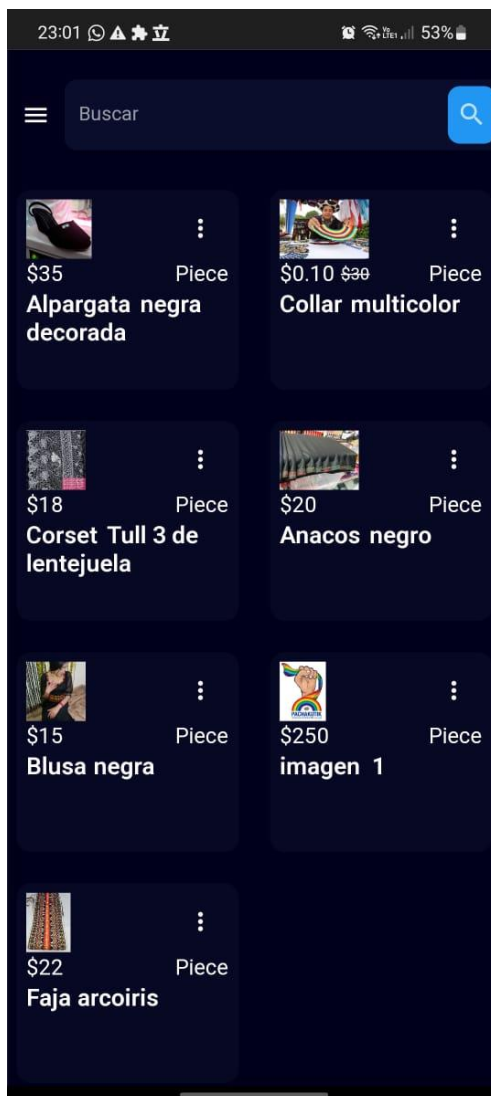 23:01 53%
Buscar
$35 Piece
Alpargata negra
decorada
$0.10 $30 Piece
Collar multicolor
$18 Piece
Corset Tull 3 de
lentejuela
$20 Piece
Anacos negro
$15 Piece
Blusa negra
PACHAKUTIK
$250 Piece
imagen 1
$22 Piece
Faja arcoiris